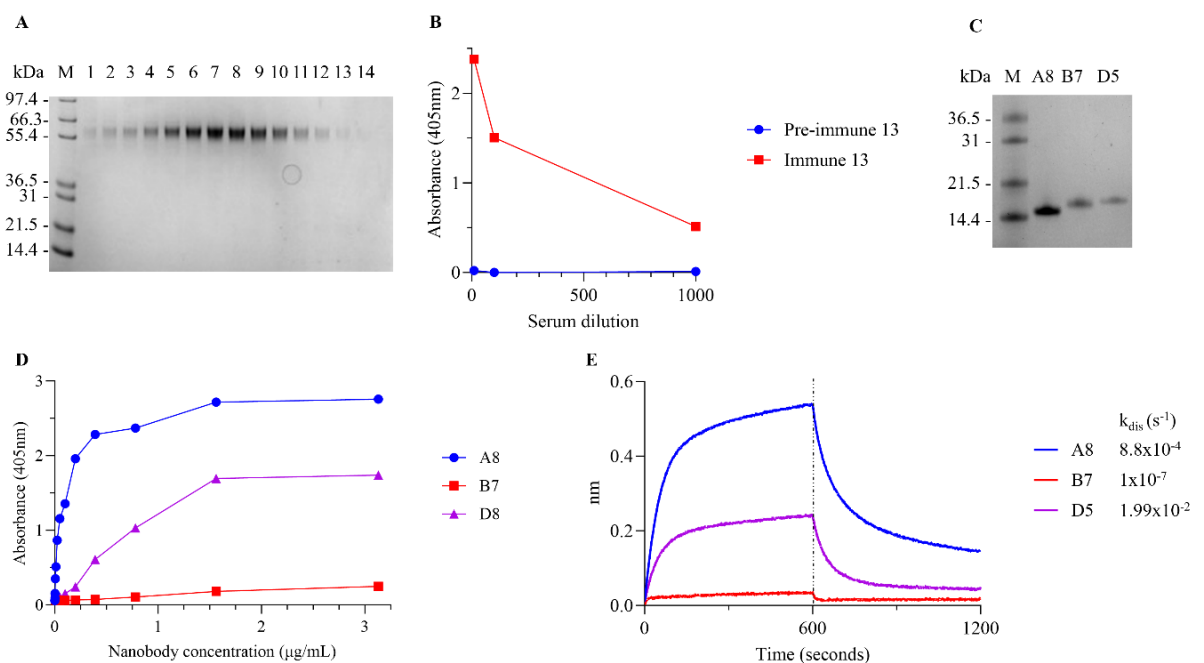 A
kDa M 1 2 3 4 5 6 7 8 9 10 11 12 13 14
97.4 -
66.3 -
55.4 -
36.5 -
31 -
21.5 -
14.4 -
B
Absorbance (405nm)
2
1
0
0 500 1000
Serum dilution
Pre-immune 13
Immune 13
C
kDa M A8 B7 D5
36.5 -
31 -
21.5 -
14.4 -
D
Absorbance (405nm)
3
2
1
0
0 1 2 3
Nanobody concentration (μg/mL)
A8
B7
D8
E
nm
0.6
0.4
0.2
0.0
0 600 1200
Time (seconds)
kdis (s-1)
A8 8.8x10-4
B7 1x10-7
D5 1.99x10-2